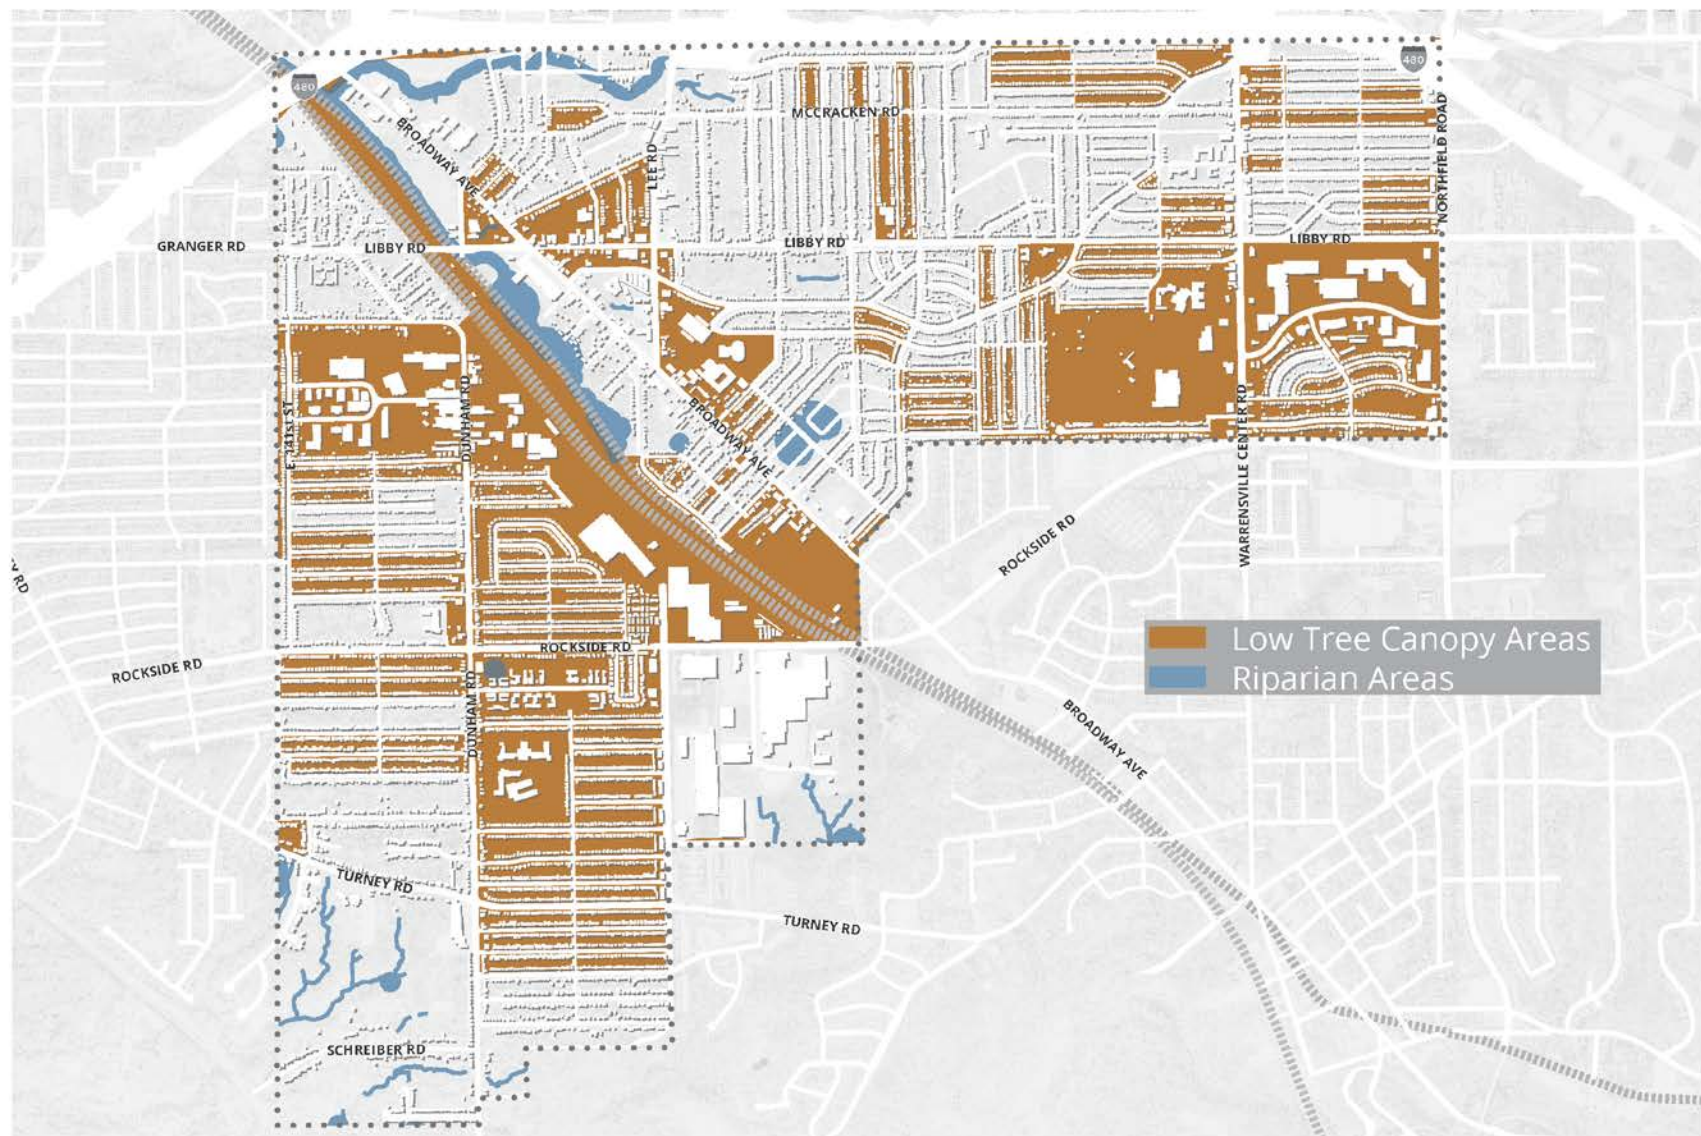 480
480
MCCRACKEN RD
BROADWAY AVE
LEE RD
NORTHFIELD ROAD
GRANGER RD
LIBBY RD
LIBBY RD
LIBBY RD
E. 141st ST
DUNHAM RD
BROADWAY AVE
WARRENSVILLE CENTER RD
ROCKSIDE RD
RD
Low Tree Canopy Areas
Riparian Areas
ROCKSIDE RD
ROCKSIDE RD
DUNHAM RD
BROADWAY AVE
TURNEY RD
TURNEY RD
SCHREIBER RD